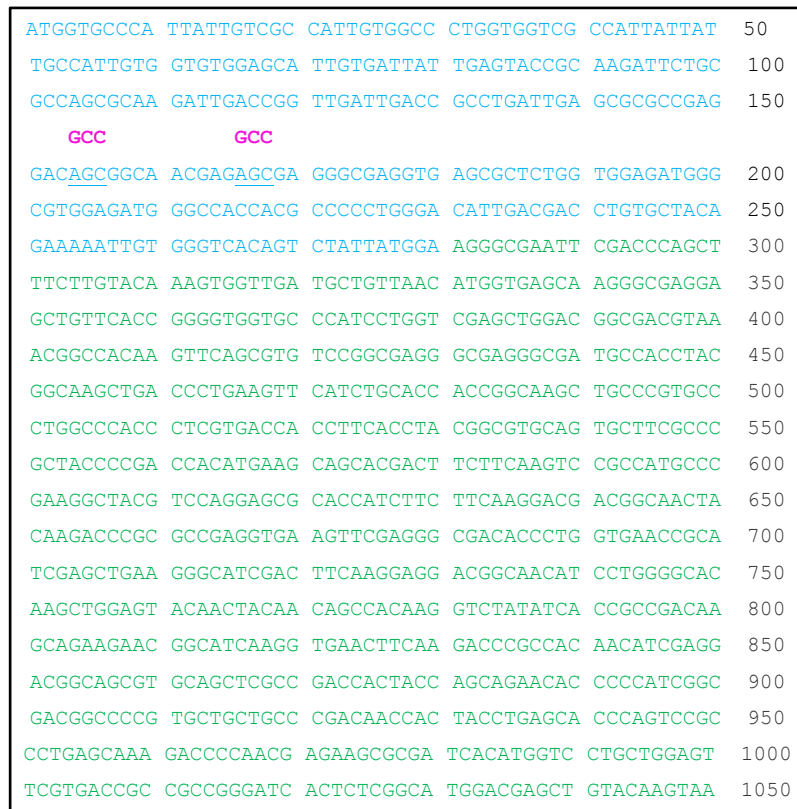 ATGGTGCCCA TTATTGTCGC CATTGTGGCC CTGGTGGTCG CCATTATTAT 50
TGCCATTGTG GTGTGGAGCA TTGTGATTAT TGAGTACCGC AAGATTCTGC 100
GCCAGCGCAA GATTGACCGG TTGATTGACC GCCTGATTGA GCGCGCCGAG 150
GCC GCC
GACAGCGGCA ACGAGAGCGA GGGCGAGGTG AGCGCTCTGG TGGAGATGGG 200
CGTGGAGATG GGCCACCACG CCCCCTGGGA CATTGACGAC CTGTGCTACA 250
GAAAAATTGT GGGTCACAGT CTATTATGGA AGGGCGAATT CGACCCAGCT 300
TTCTTGTACA AAGTGGTTGA TGCTGTTAAC ATGGTGAGCA AGGGCGAGGA 350
GCTGTTCACC GGGGTGGTGC CCATCCTGGT CGAGCTGGAC GGCGACGTAA 400
ACGGCCACAA GTTCAGCGTG TCCGGCGAGG GCGAGGGCGA TGCCACCTAC 450
GGCAAGCTGA CCCTGAAGTT CATCTGCACC ACCGGCAAGC TGCCCGTGCC 500
CTGGCCCACC CTCGTGACCA CCTTCACCTA CGGCGTGCAG TGCTTCGCCC 550
GCTACCCCGA CCACATGAAG CAGCACGACT TCTTCAAGTC CGCCATGCCC 600
GAAGGCTACG TCCAGGAGCG CACCATCTTC TTCAAGGACG ACGGCAACTA 650
CAAGACCCGC GCCGAGGTGA AGTTCGAGGG CGACACCCTG GTGAACCGCA 700
TCGAGCTGAA GGGCATCGAC TTCAAGGAGG ACGGCAACAT CCTGGGGCAC 750
AAGCTGGAGT ACAACTACAA CAGCCACAAG GTCTATATCA CCGCCGACAA 800
GCAGAAGAAC GGCATCAAGG TGAACTTCAA GACCCGCCAC AACATCGAGG 850
ACGGCAGCGT GCAGCTCGCC GACCACTACC AGCAGAACAC CCCCATCGGC 900
GACGGCCCCG TGCTGCTGCC CGACAACCAC TACCTGAGCA CCCAGTCCGC 950
CCTGAGCAAA GACCCCAACG AGAAGCGCGA TCACATGGTC CTGCTGGAGT 1000
TCGTGACCGC CGCCGGGATC ACTCTCGGCA TGGACGAGCT GTACAAGTAA 1050